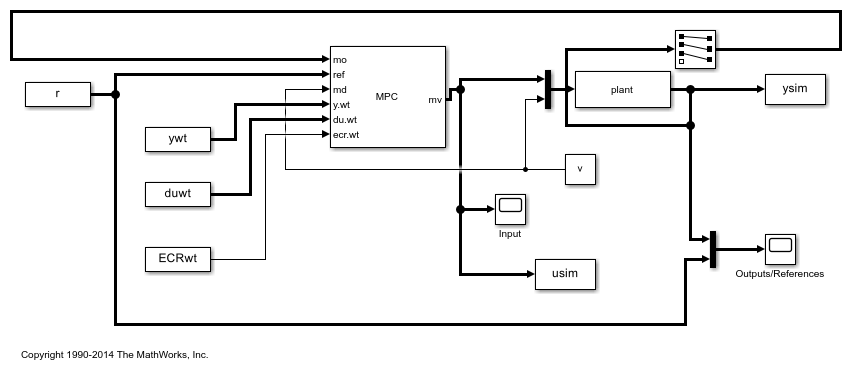 mo
ref
md
y.wt
du.wt
ecr.wt
MPC
mv
r
ywt
duwt
ECRwt
plant
ysim
v
Input
usim
Outputs/References
Copyright 1990-2014 The MathWorks, Inc.